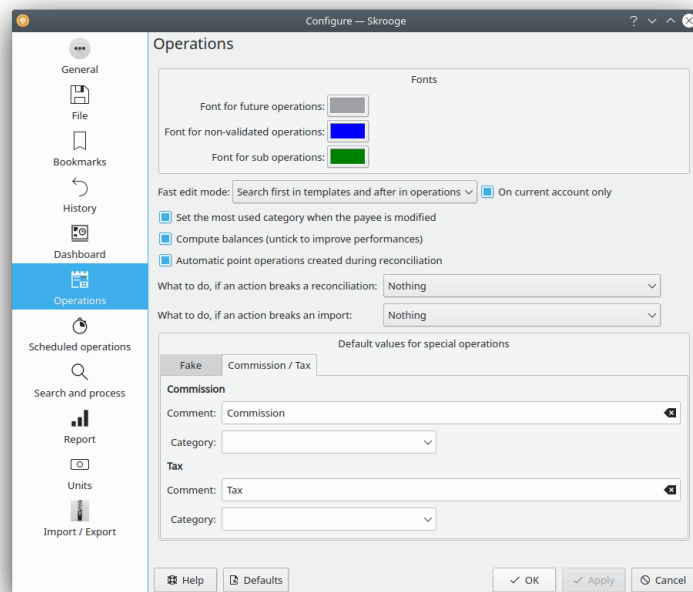 Configure — Skrooge
General
File
Bookmarks
History
Dashboard
Operations
Scheduled operations
Search and process
Report
Units
Import / Export
Operations
Fonts
Font for future operations:
Font for non-validated operations:
Font for sub operations:
Fast edit mode: Search first in templates and after in operations On current account only
Set the most used category when the payee is modified
Compute balances (untick to improve performances)
Automatic point operations created during reconciliation
What to do, if an action breaks a reconciliation: Nothing
What to do, if an action breaks an import: Nothing
Default values for special operations
Fake Commission / Tax
Commission
Comment: Commission
Category:
Tax
Comment: Tax
Category:
Help Defaults OK Apply Cancel